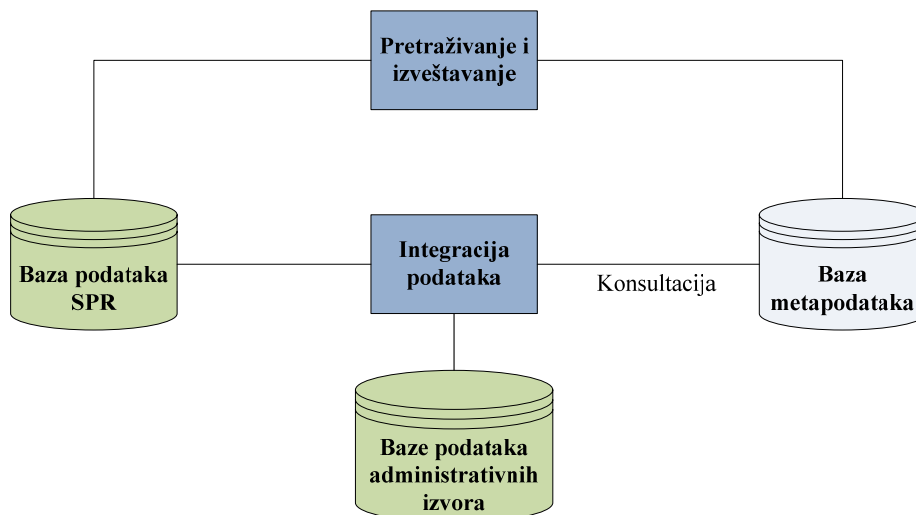 Pretraživanje i
izveštavanje
Baza podataka
SPR
Integracija
podataka
Konsultacija
Baza
metapodataka
Baze podataka
administrativnih
izvora